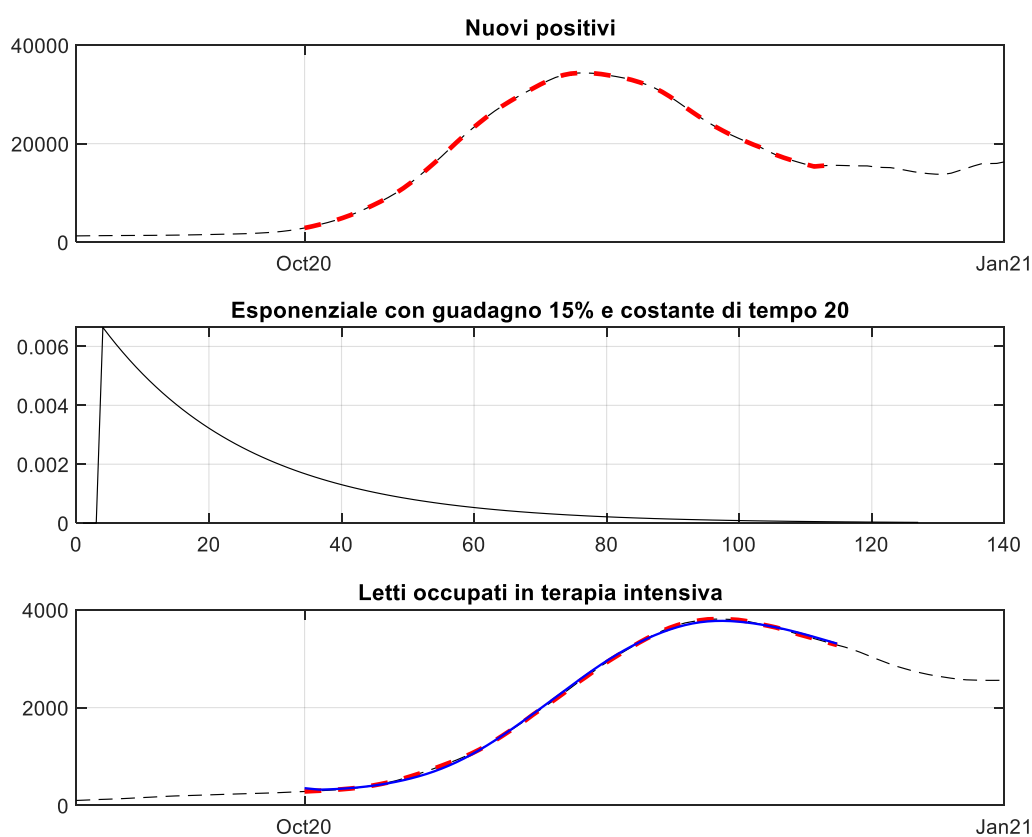 Nuovi positivi
40000
20000
0
Oct20 Jan21
Esponenziale con guadagno 15% e costante di tempo 20
0.006
0.004
0.002
0
0 20 40 60 80 100 120 140
Letti occupati in terapia intensiva
4000
2000
0
Oct20 Jan21